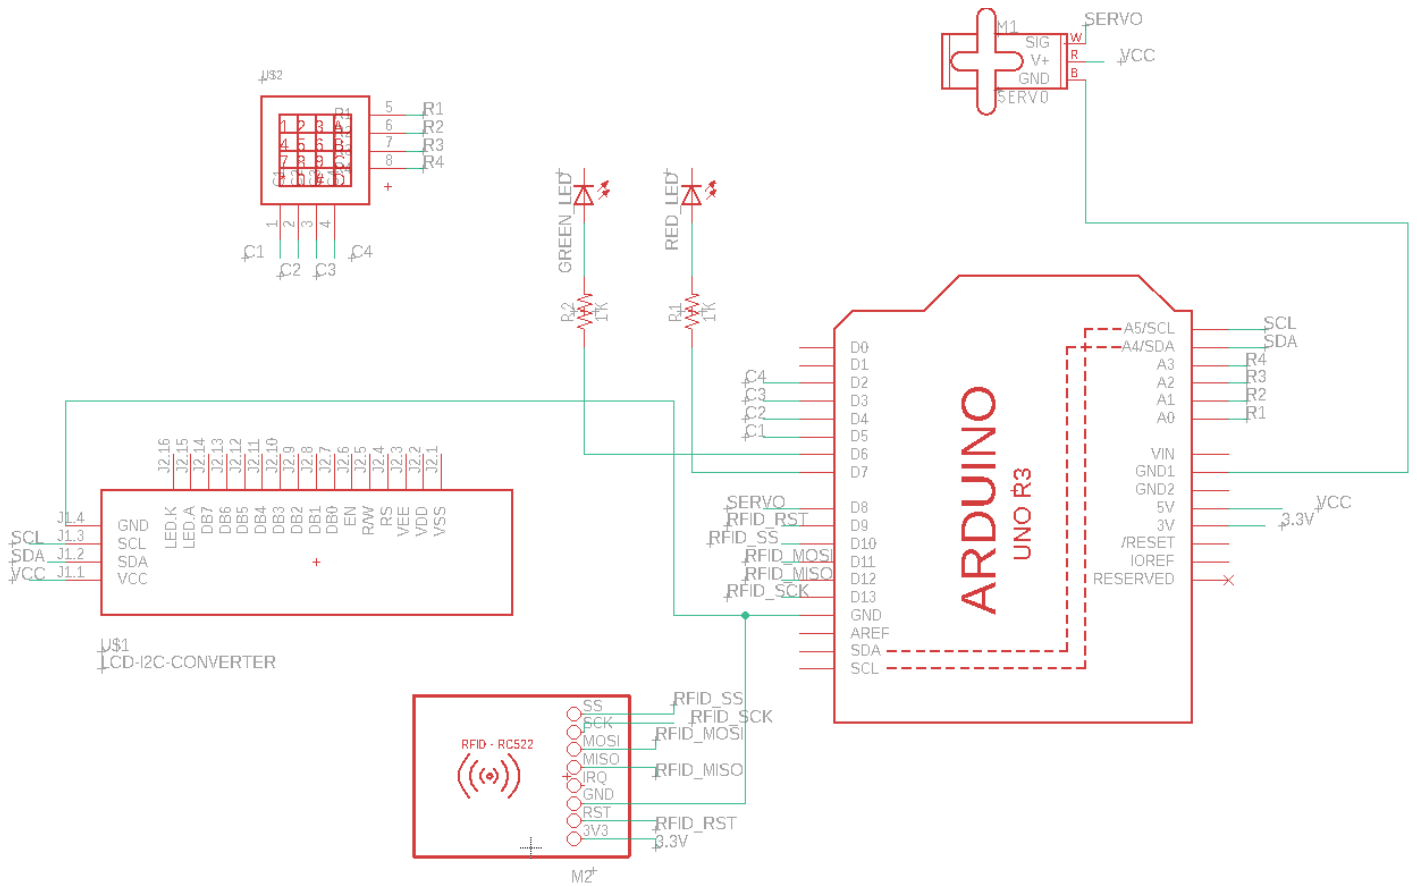 M1
SERVO
SIG W
V+ R
VCC
GND B
SERVO
U$2
5 R1
6 R2
7 R3
8 R4
R1
1 2 3 A
4 5 6 B
7 8 9 C
# D
1
2
3
4
C1
C2
C3
C4
GREEN_LED
RED_LED
R2
1K
R1
1K
ARDUINO
UNO R3
C4
C3
C2
C1
SERVO
RFID_RST
RFID_SS
RFID_MOSI
RFID_MISO
RFID_SCK
D0
D1
D2
D3
D4
D5
D6
D7
D8
D9
D10
D11
D12
D13
GND
AREF
SDA
SCL
A5/SCL
A4/SDA
A3
A2
A1
A0
VIN
GND1
GND2
5V
3V
/RESET
IOREF
RESERVED
SCL
SDA
R4
R3
R2
R1
VCC
3.3V
J2.16
J2.15
J2.14
J2.13
J2.12
J2.11
J2.10
J2.9
J2.8
J2.7
J2.6
J2.5
J2.4
J2.3
J2.2
J2.1
LED.K
LED.A
DB7
DB6
DB5
DB4
DB3
DB2
DB1
DB0
EN
R/W
RS
VEE
VDD
VSS
J1.4 GND
SCL J1.3 SCL
SDA J1.2 SDA
VCC J1.1 VCC
U$1
LCD-I2C-CONVERTER
RFID - RC522
SS
SCK
MOSI
MISO
IRQ
GND
RST
3V3
RFID_SS
RFID_SCK
RFID_MOSI
RFID_MISO
RFID_RST
3.3V
M2